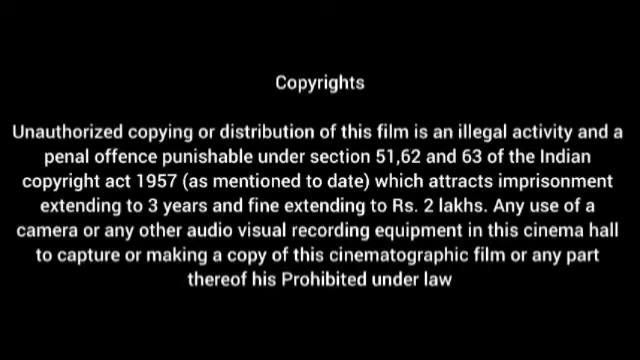 Copyrights
Unauthorized copying or distribution of this film is an illegal activity and a
penal offence punishable under section 51,62 and 63 of the Indian
copyright act 1957 (as mentioned to date) which attracts imprisonment
extending to 3 years and fine extending to Rs. 2 lakhs. Any use of a
camera or any other audio visual recording equipment in this cinema hall
to capture or making a copy of this cinematographic film or any part
thereof his Prohibited under law